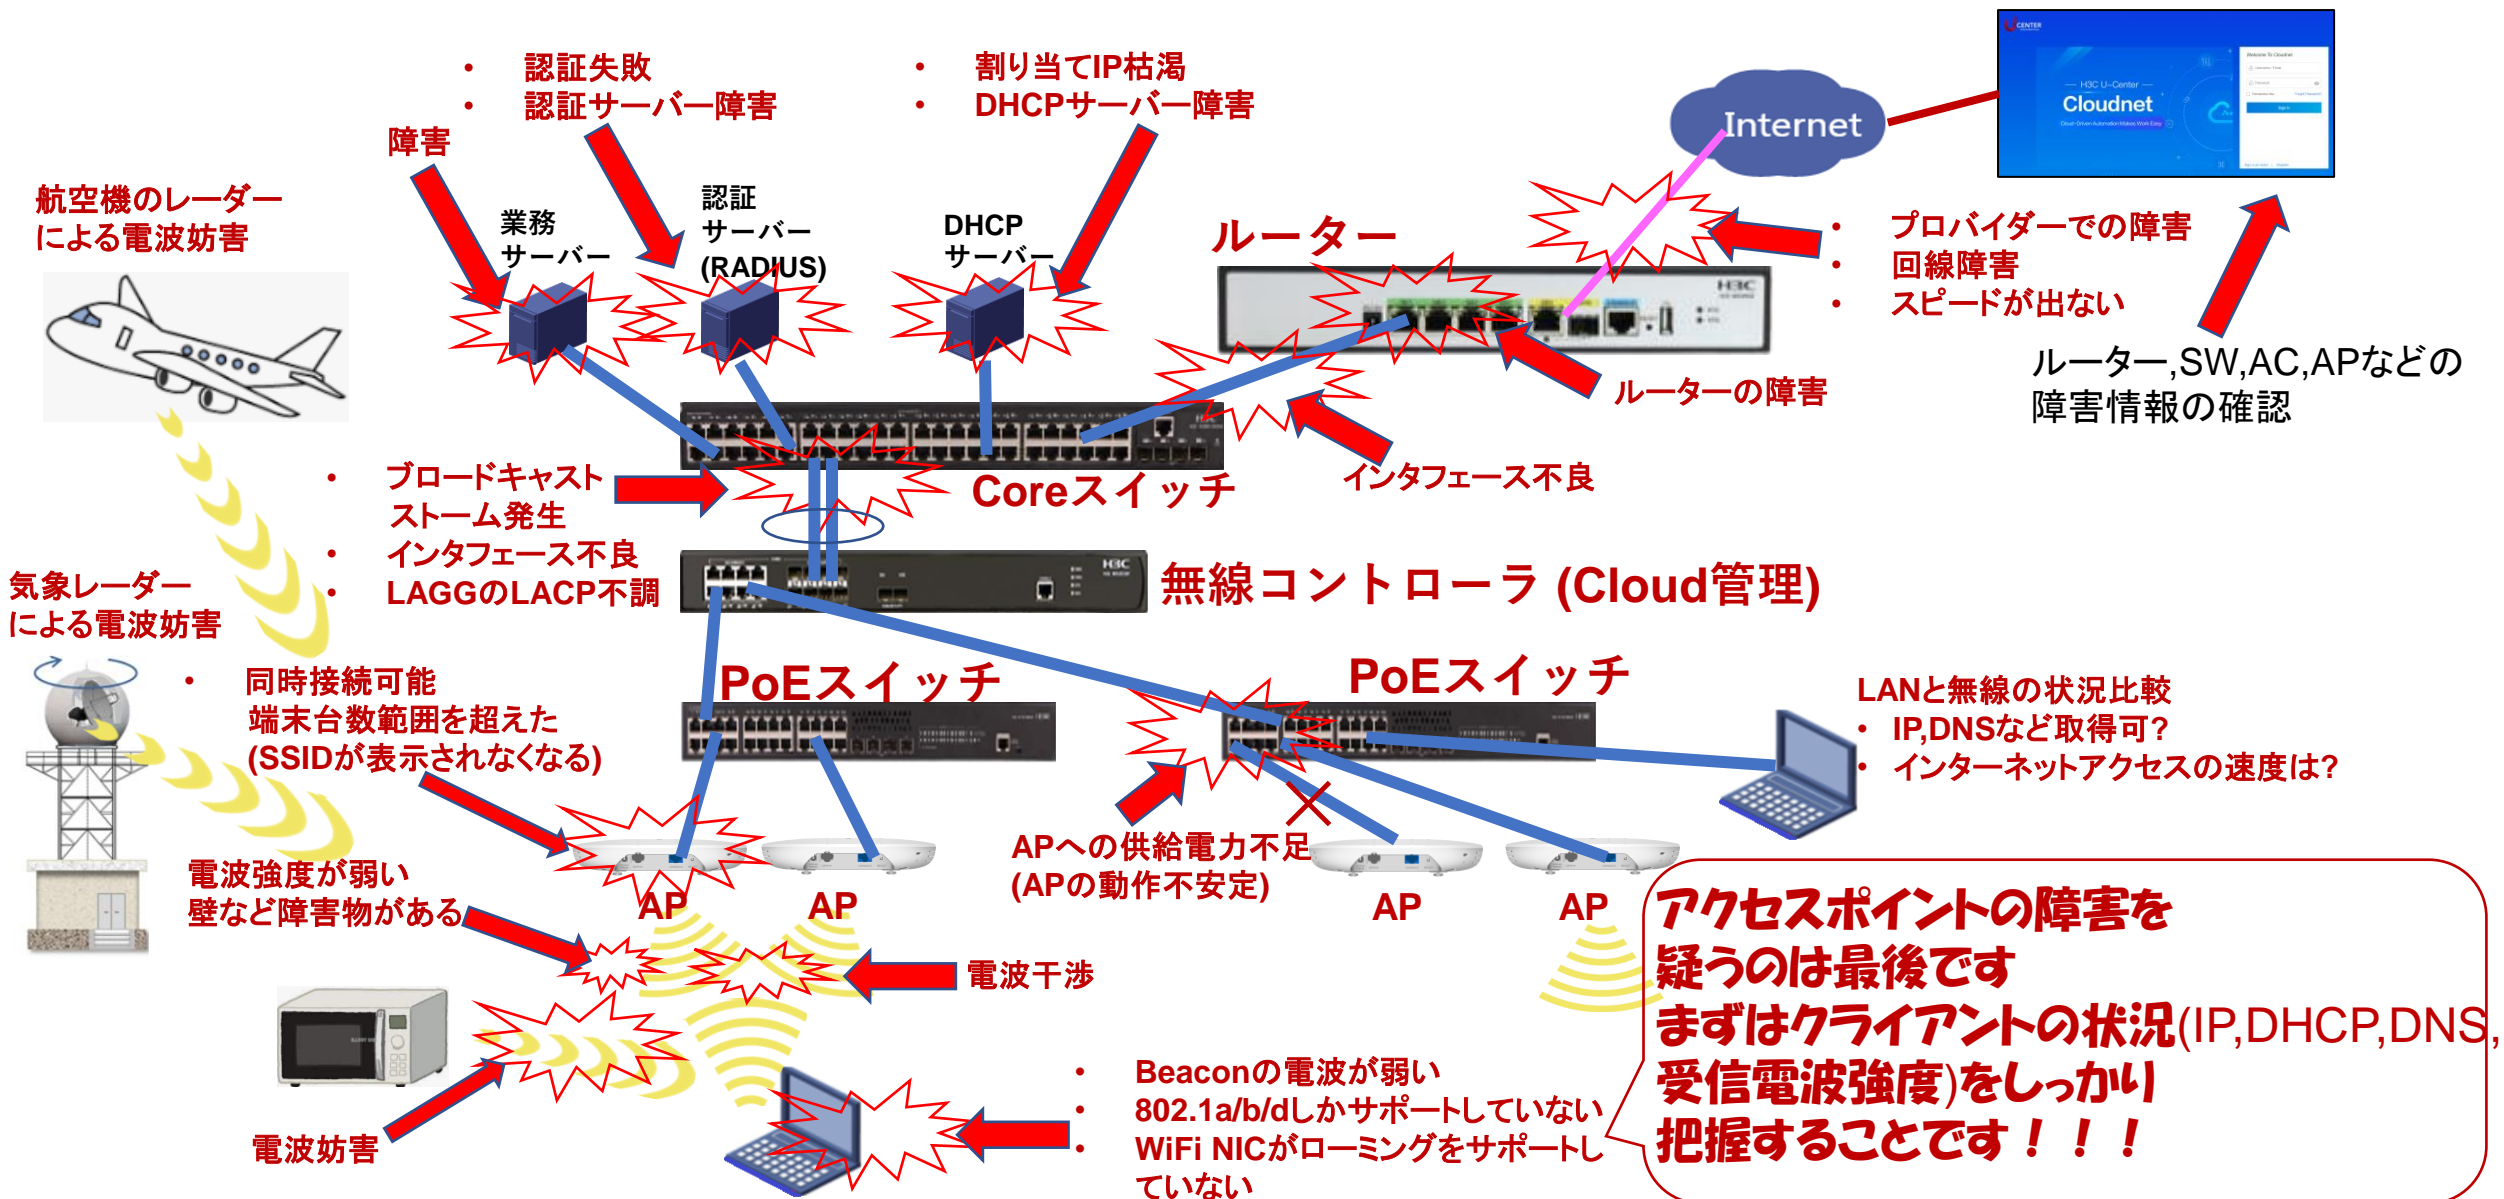 CENTER
H3C U-Center
Cloudnet
Cloud-Driven Automation Makes Work Easy
Welcome To Cloudnet
• 認証失敗
• 認証サーバー障害
• 割り当てIP枯渇
• DHCPサーバー障害
障害
航空機のレーダー
による電波妨害
業務
サーバー
認証
サーバー
(RADIUS)
DHCP
サーバー
ルーター
Internet
H3C
• プロバイダーでの障害
• 回線障害
• スピードが出ない
ルーター,SW,AC,APなどの
障害情報の確認
ルーターの障害
インタフェース不良
Coreスイッチ
• ブロードキャスト
ストーム発生
• インタフェース不良
• LAGGのLACP不調
H3C
無線コントローラ (Cloud管理)
気象レーダー
による電波妨害
• 同時接続可能
端末台数範囲を超えた
(SSIDが表示されなくなる)
PoEスイッチ
PoEスイッチ
LANと無線の状況比較
• IP,DNSなど取得可?
• インターネットアクセスの速度は?
電波強度が弱い
壁など障害物がある
APへの供給電力不足
(APの動作不安定)
AP
AP
AP
AP
電波干渉
電波妨害
• Beaconの電波が弱い
• 802.1a/b/dしかサポートしていない
• WiFi NICがローミングをサポートし
ていない
アクセスポイントの障害を
疑うのは最後です
まずはクライアントの状況(IP,DHCP,DNS,
受信電波強度)をしっかり
把握することです！！！